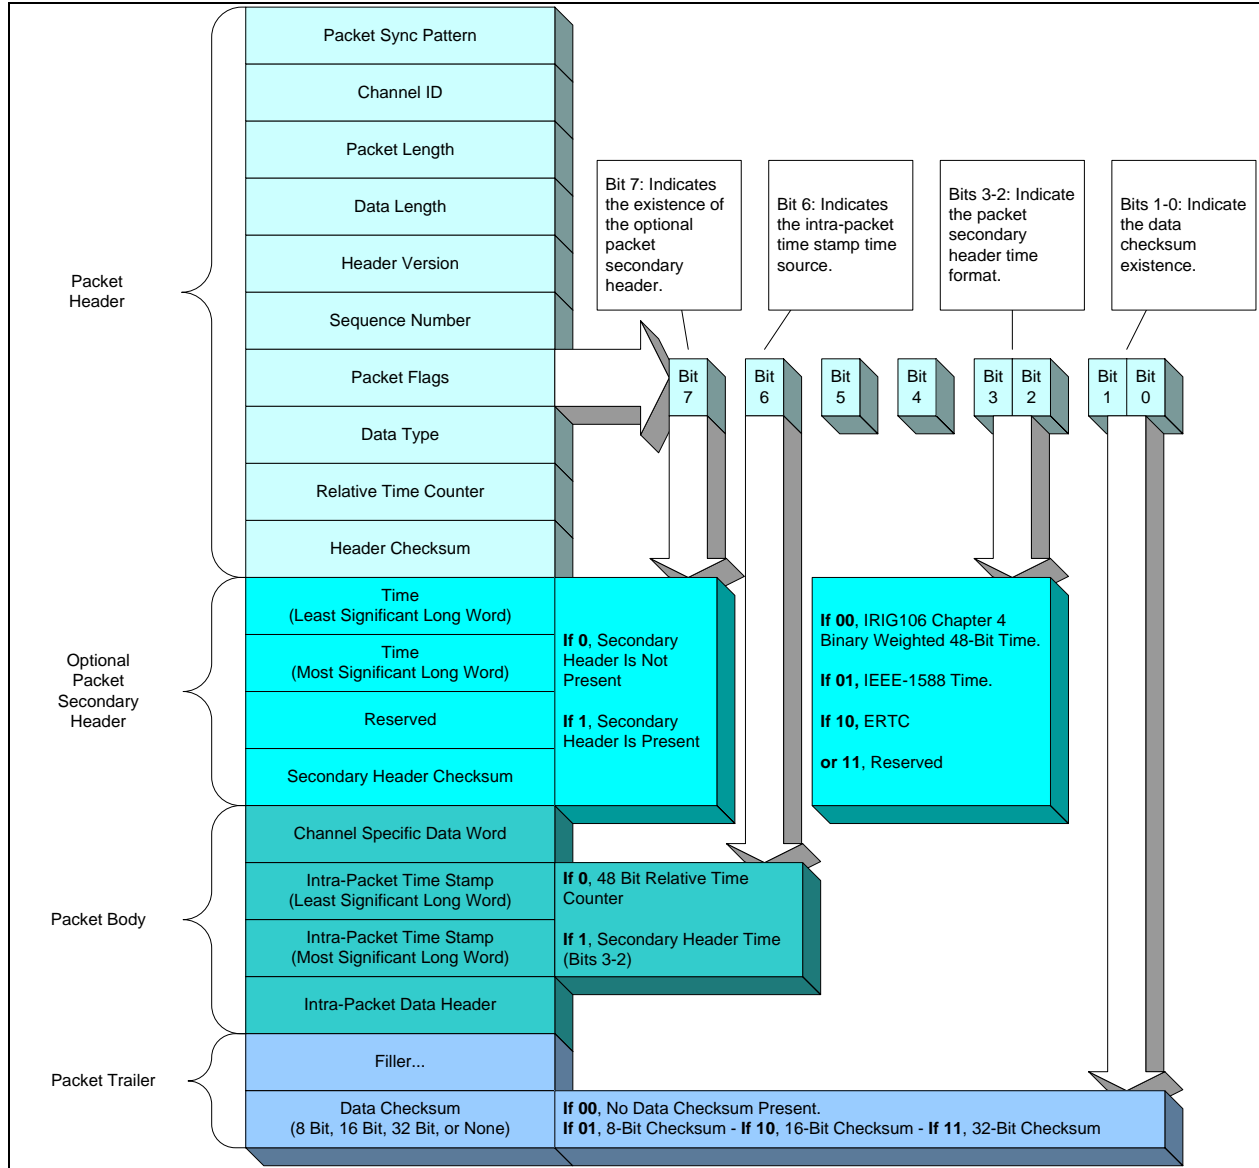 Packet Sync Pattern
Channel ID
Packet Length
Data Length
Header Version
Sequence Number
Packet Flags
Data Type
Relative Time Counter
Header Checksum
Packet
Header
Bit 7: Indicates
the existence of
the optional
packet
secondary
header.
Bit 6: Indicates
the intra-packet
time stamp time
source.
Bits 3-2: Indicate
the packet
secondary
header time
format.
Bits 1-0: Indicate
the data
checksum
existence.
Bit
7
Bit
6
Bit
5
Bit
4
Bit
3
Bit
2
Bit
1
Bit
0
Optional
Packet
Secondary
Header
Time
(Least Significant Long Word)
Time
(Most Significant Long Word)
Reserved
Secondary Header Checksum
If 0, Secondary
Header Is Not
Present
If 1, Secondary
Header Is Present
If 00, IRIG106 Chapter 4
Binary Weighted 48-Bit Time.
If 01, IEEE-1588 Time.
If 10, ERTC
or 11, Reserved
Packet Body
Channel Specific Data Word
Intra-Packet Time Stamp
(Least Significant Long Word)
Intra-Packet Time Stamp
(Most Significant Long Word)
Intra-Packet Data Header
If 0, 48 Bit Relative Time
Counter
If 1, Secondary Header Time
(Bits 3-2)
Packet Trailer
Filler...
Data Checksum
(8 Bit, 16 Bit, 32 Bit, or None)
If 00, No Data Checksum Present.
If 01, 8-Bit Checksum - If 10, 16-Bit Checksum - If 11, 32-Bit Checksum